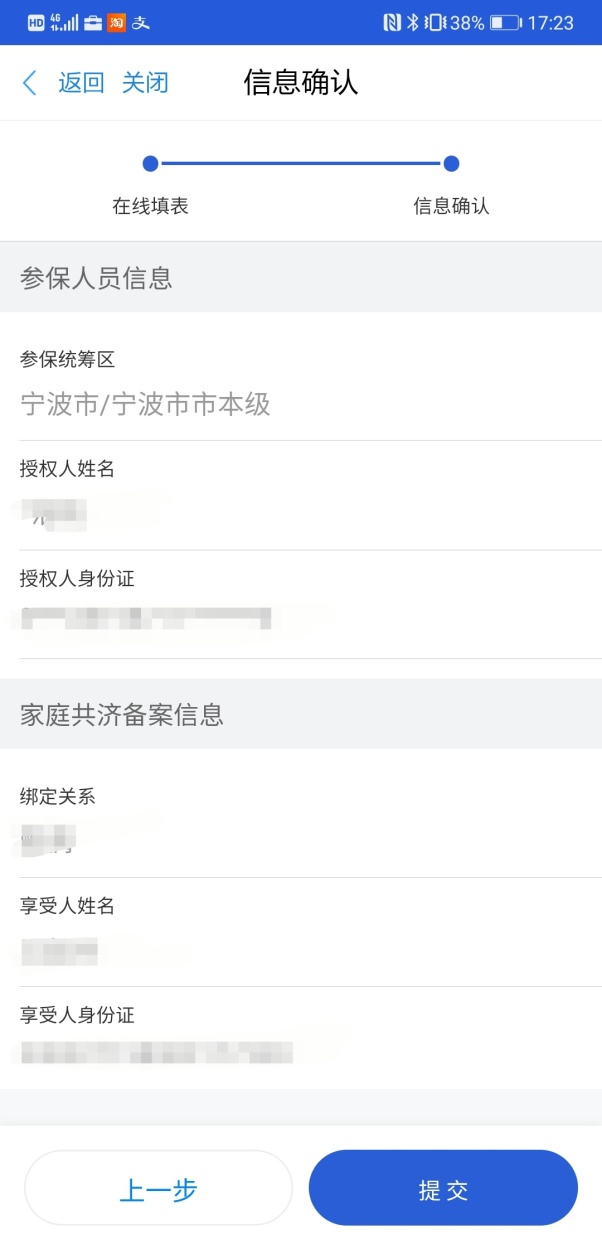 HD 4G 淘 支 38% 17:23
返回 关闭 信息确认
在线填表 信息确认
参保人员信息
参保统筹区
宁波市/宁波市市本级
授权人姓名
授权人身份证
家庭共济备案信息
绑定关系
享受人姓名
享受人身份证
上一步 提交